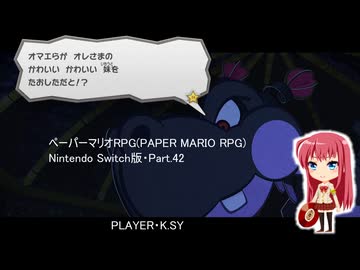 オマエらが オレさまの
かわいい かわいい 妹を
たおしただと!?
ペーパーマリオRPG(PAPER MARIO RPG)
Nintendo Switch版・Part.42
PLAYER・K.SY